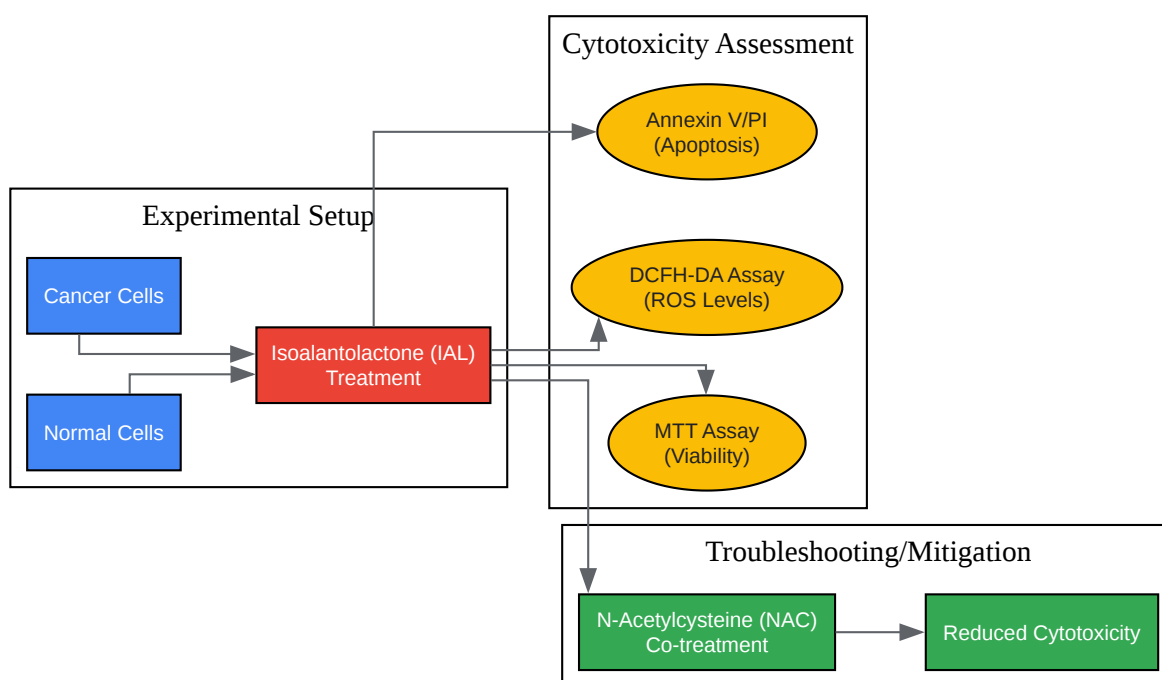 Cytotoxicity Assessment
Annexin V/PI
(Apoptosis)
Experimental Setup
Cancer Cells
DCFH-DA Assay
(ROS Levels)
Isoalantolactone (IAL)
Treatment
Normal Cells
MTT Assay
(Viability)
Troubleshooting/Mitigation
N-Acetylcysteine (NAC)
Co-treatment
Reduced Cytotoxicity